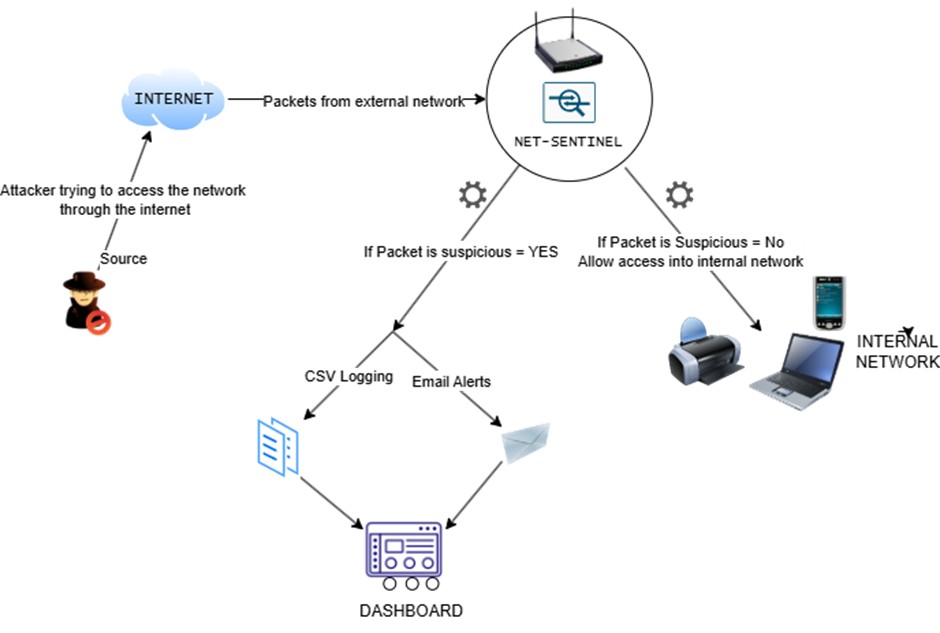 INTERNET
Packets from external network
NET-SENTINEL
Attacker trying to access the network
through the internet
Source
If Packet is suspicious = YES
If Packet is Suspicious = No
Allow access into internal network
INTERNAL
NETWORK
CSV Logging
Email Alerts
DASHBOARD